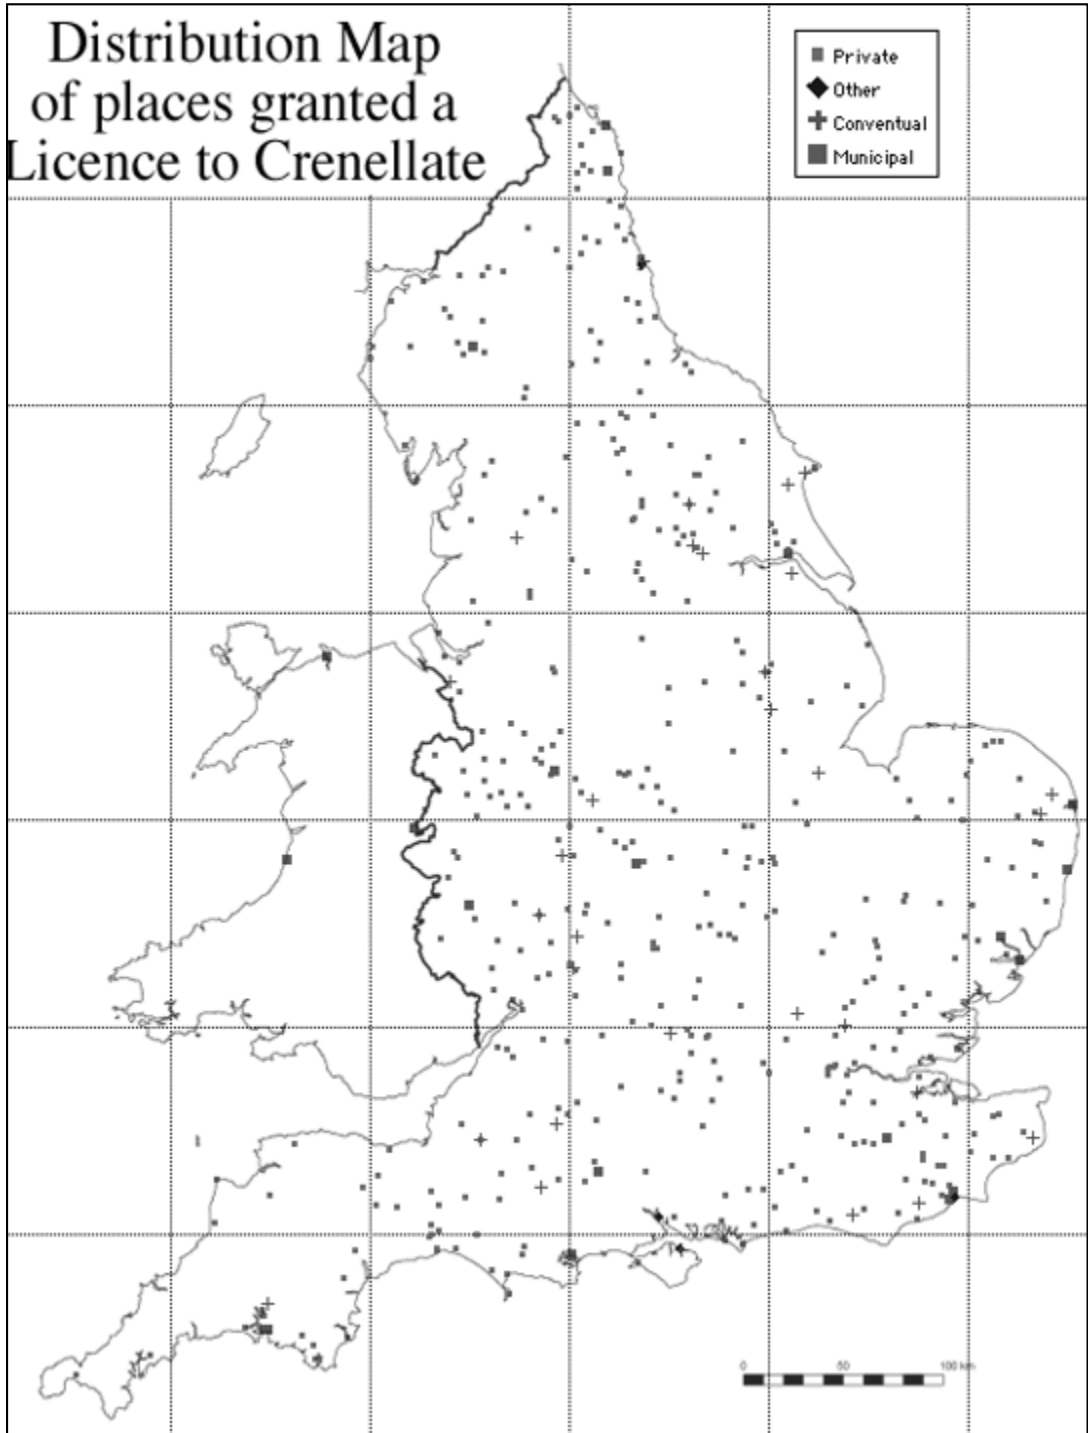 Distribution Map
of places granted a
Licence to Crenellate
Private
Other
Conventual
Municipal
0 50 100 km